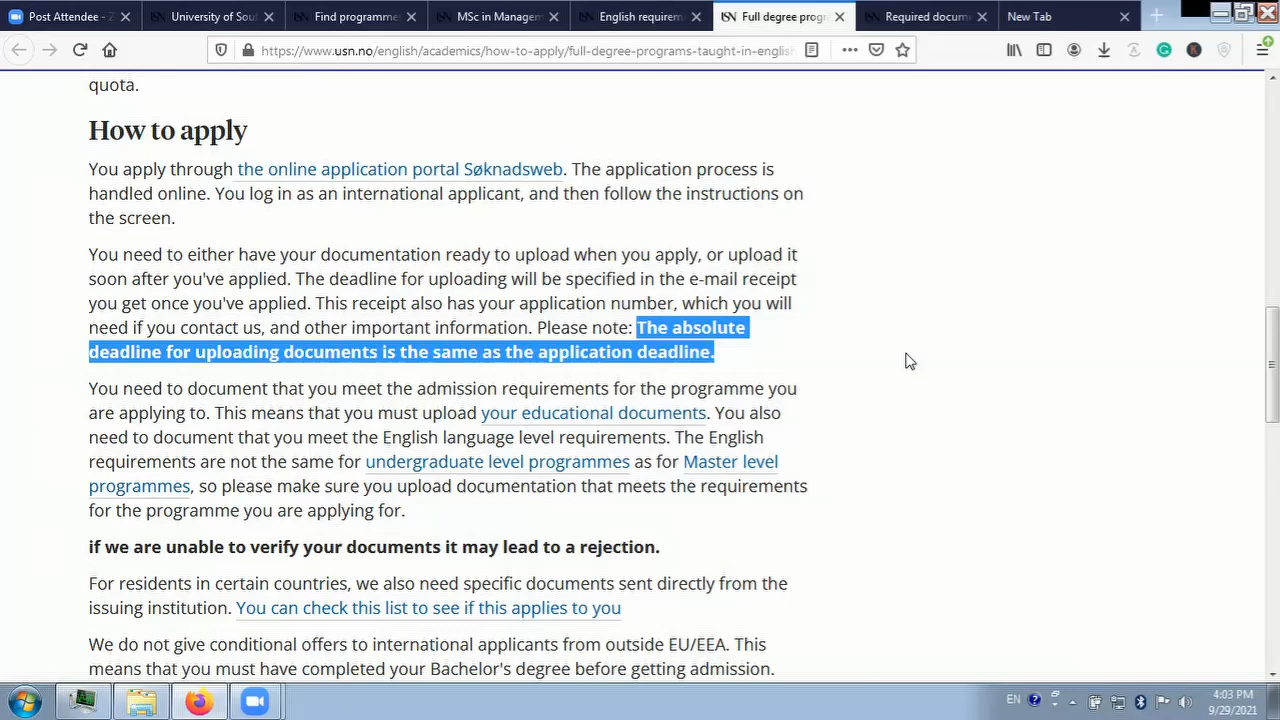 Post Attendee - Z
University of Sout
Find programme
MSc in Managem
English requirem
Full degree progr
Required docum
New Tab
https://www.usn.no/english/academics/how-to-apply/full-degree-programs-taught-in-englis
quota.
How to apply
You apply through the online application portal Søknadsweb. The application process is
handled online. You log in as an international applicant, and then follow the instructions on
the screen.
You need to either have your documentation ready to upload when you apply, or upload it
soon after you've applied. The deadline for uploading will be specified in the e-mail receipt
you get once you've applied. This receipt also has your application number, which you will
need if you contact us, and other important information. Please note: The absolute
deadline for uploading documents is the same as the application deadline.
You need to document that you meet the admission requirements for the programme you
are applying to. This means that you must upload your educational documents. You also
need to document that you meet the English language level requirements. The English
requirements are not the same for undergraduate level programmes as for Master level
programmes, so please make sure you upload documentation that meets the requirements
for the programme you are applying for.
if we are unable to verify your documents it may lead to a rejection.
For residents in certain countries, we also need specific documents sent directly from the
issuing institution. You can check this list to see if this applies to you
We do not give conditional offers to international applicants from outside EU/EEA. This
means that you must have completed your Bachelor's degree before getting admission.
EN
4:03 PM
9/29/2021